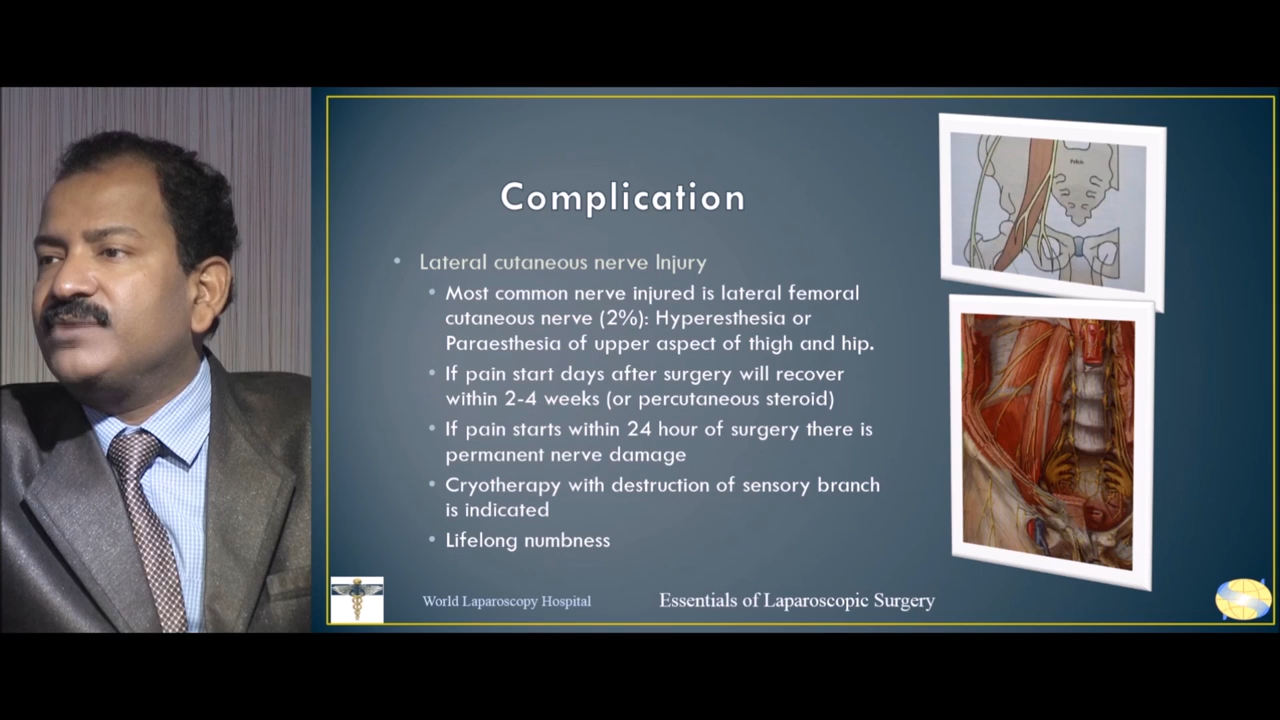 Complication
• Lateral cutaneous nerve Injury
• Most common nerve injured is lateral femoral
cutaneous nerve (2%): Hyperesthesia or
Paraesthesia of upper aspect of thigh and hip.
• If pain start days after surgery will recover
within 2-4 weeks (or percutaneous steroid)
• If pain starts within 24 hour of surgery there is
permanent nerve damage
• Cryotherapy with destruction of sensory branch
is indicated
• Lifelong numbness
Pelvis
World Laparoscopy Hospital
Essentials of Laparoscopic Surgery